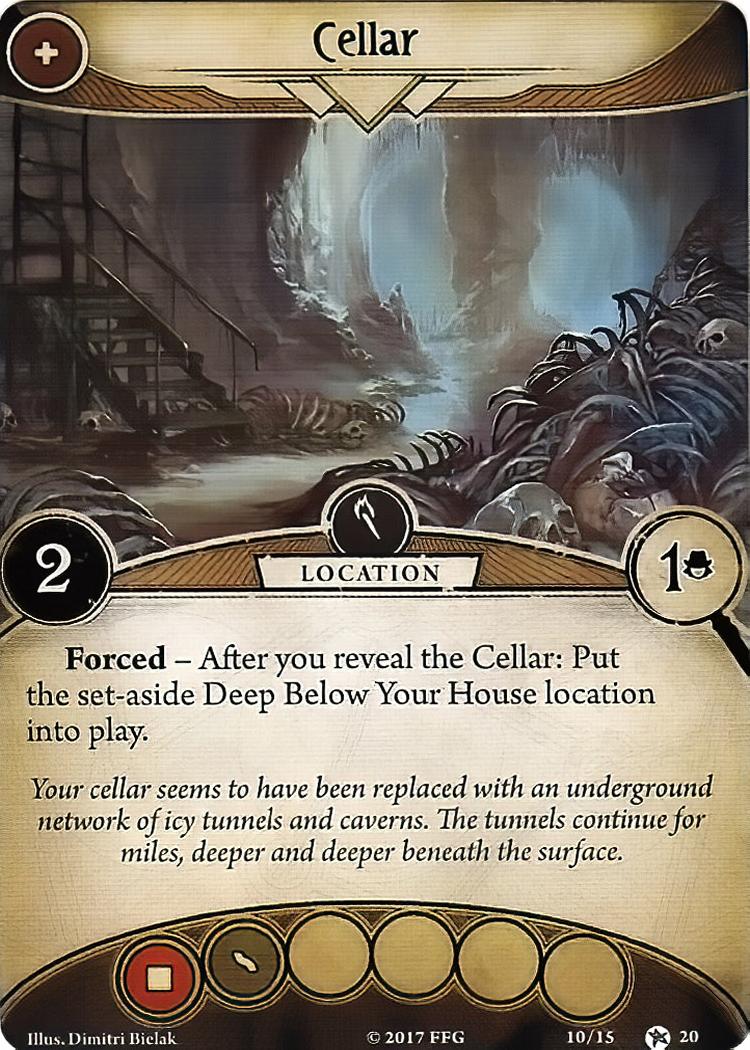 Cellar
2
LOCATION
1
Forced – After you reveal the Cellar: Put
the set-aside Deep Below Your House location
into play.
Your cellar seems to have been replaced with an underground
network of icy tunnels and caverns. The tunnels continue for
miles, deeper and deeper beneath the surface.
Illus. Dimitri Bielak
© 2017 FFG
10/15
20